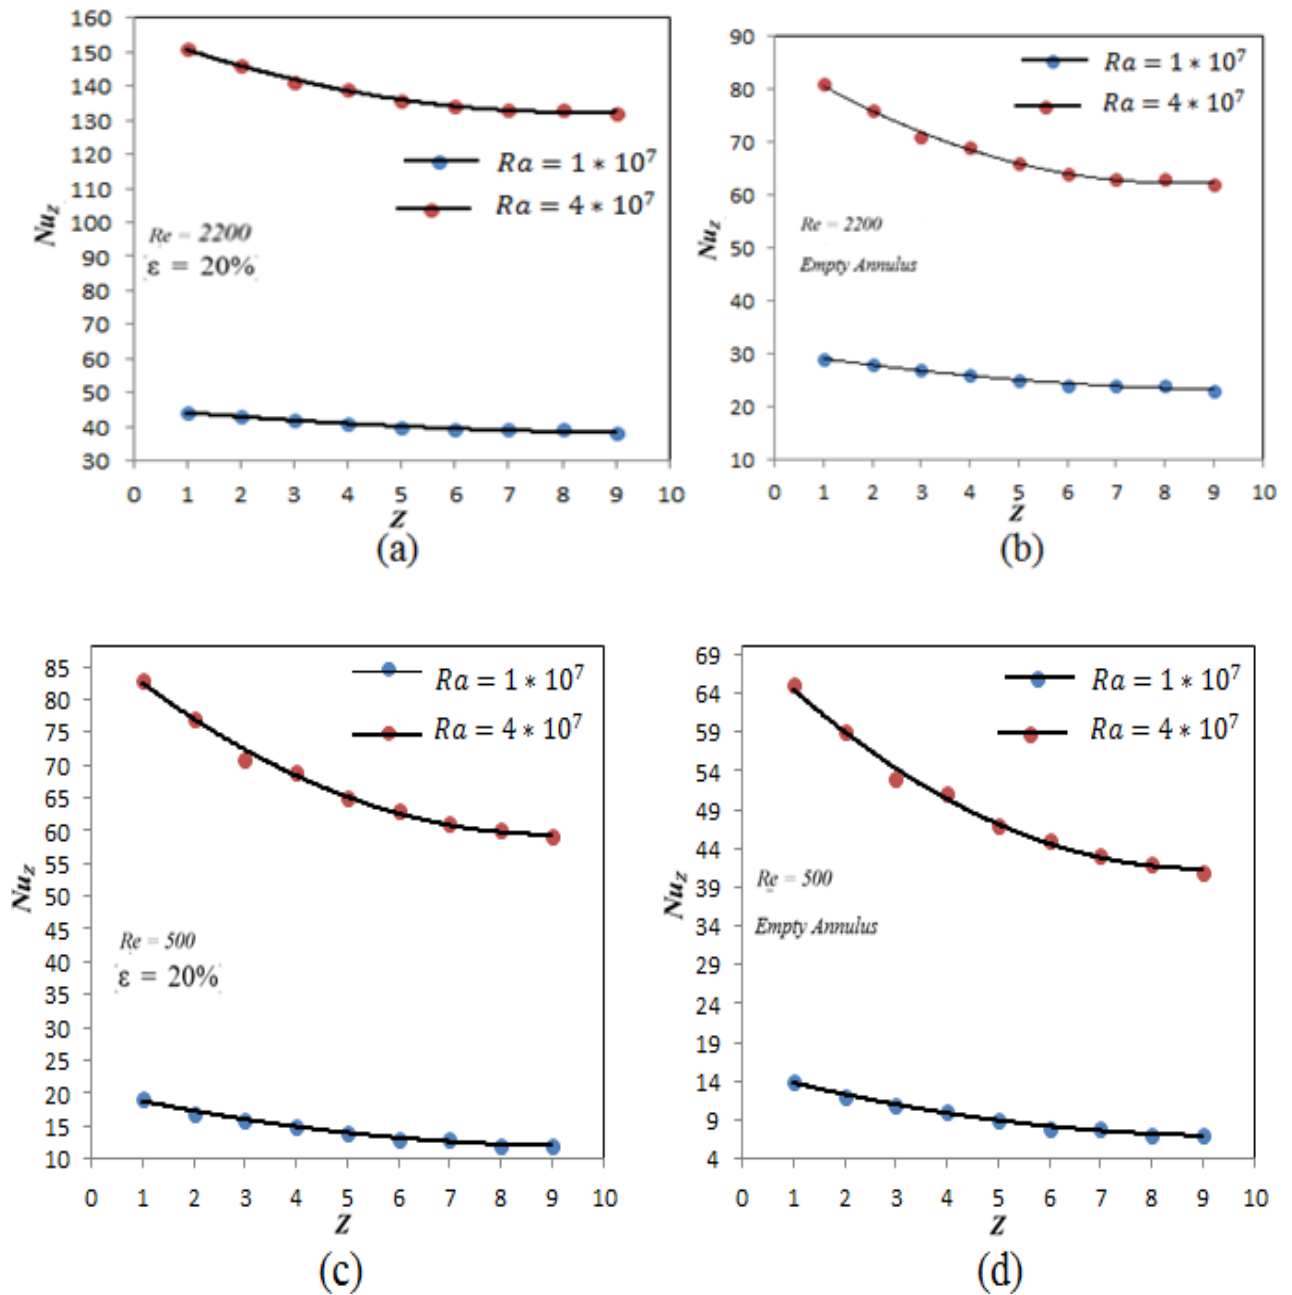 160
150
140
130
120
110
100
90
80
70
60
50
40
30
Nu_z
Ra = 1 * 10^7
Ra = 4 * 10^7
Re = 2200
[ε = 20%]
0 1 2 3 4 5 6 7 8 9 10
Z
(a)
90
80
70
60
50
40
30
20
10
Nu_z
Ra = 1 * 10^7
Ra = 4 * 10^7
Re = 2200
Empty Annulus
0 1 2 3 4 5 6 7 8 9 10
Z
(b)
85
80
75
70
65
60
55
50
45
40
35
30
25
20
15
10
Nu_z
Ra = 1 * 10^7
Ra = 4 * 10^7
Re = 500
[ε = 20%]
0 1 2 3 4 5 6 7 8 9 10
Z
(c)
69
64
59
54
49
44
39
34
29
24
19
14
9
4
Nu_z
Ra = 1 * 10^7
Ra = 4 * 10^7
Re = 500
Empty Annulus
0 1 2 3 4 5 6 7 8 9 10
Z
(d)